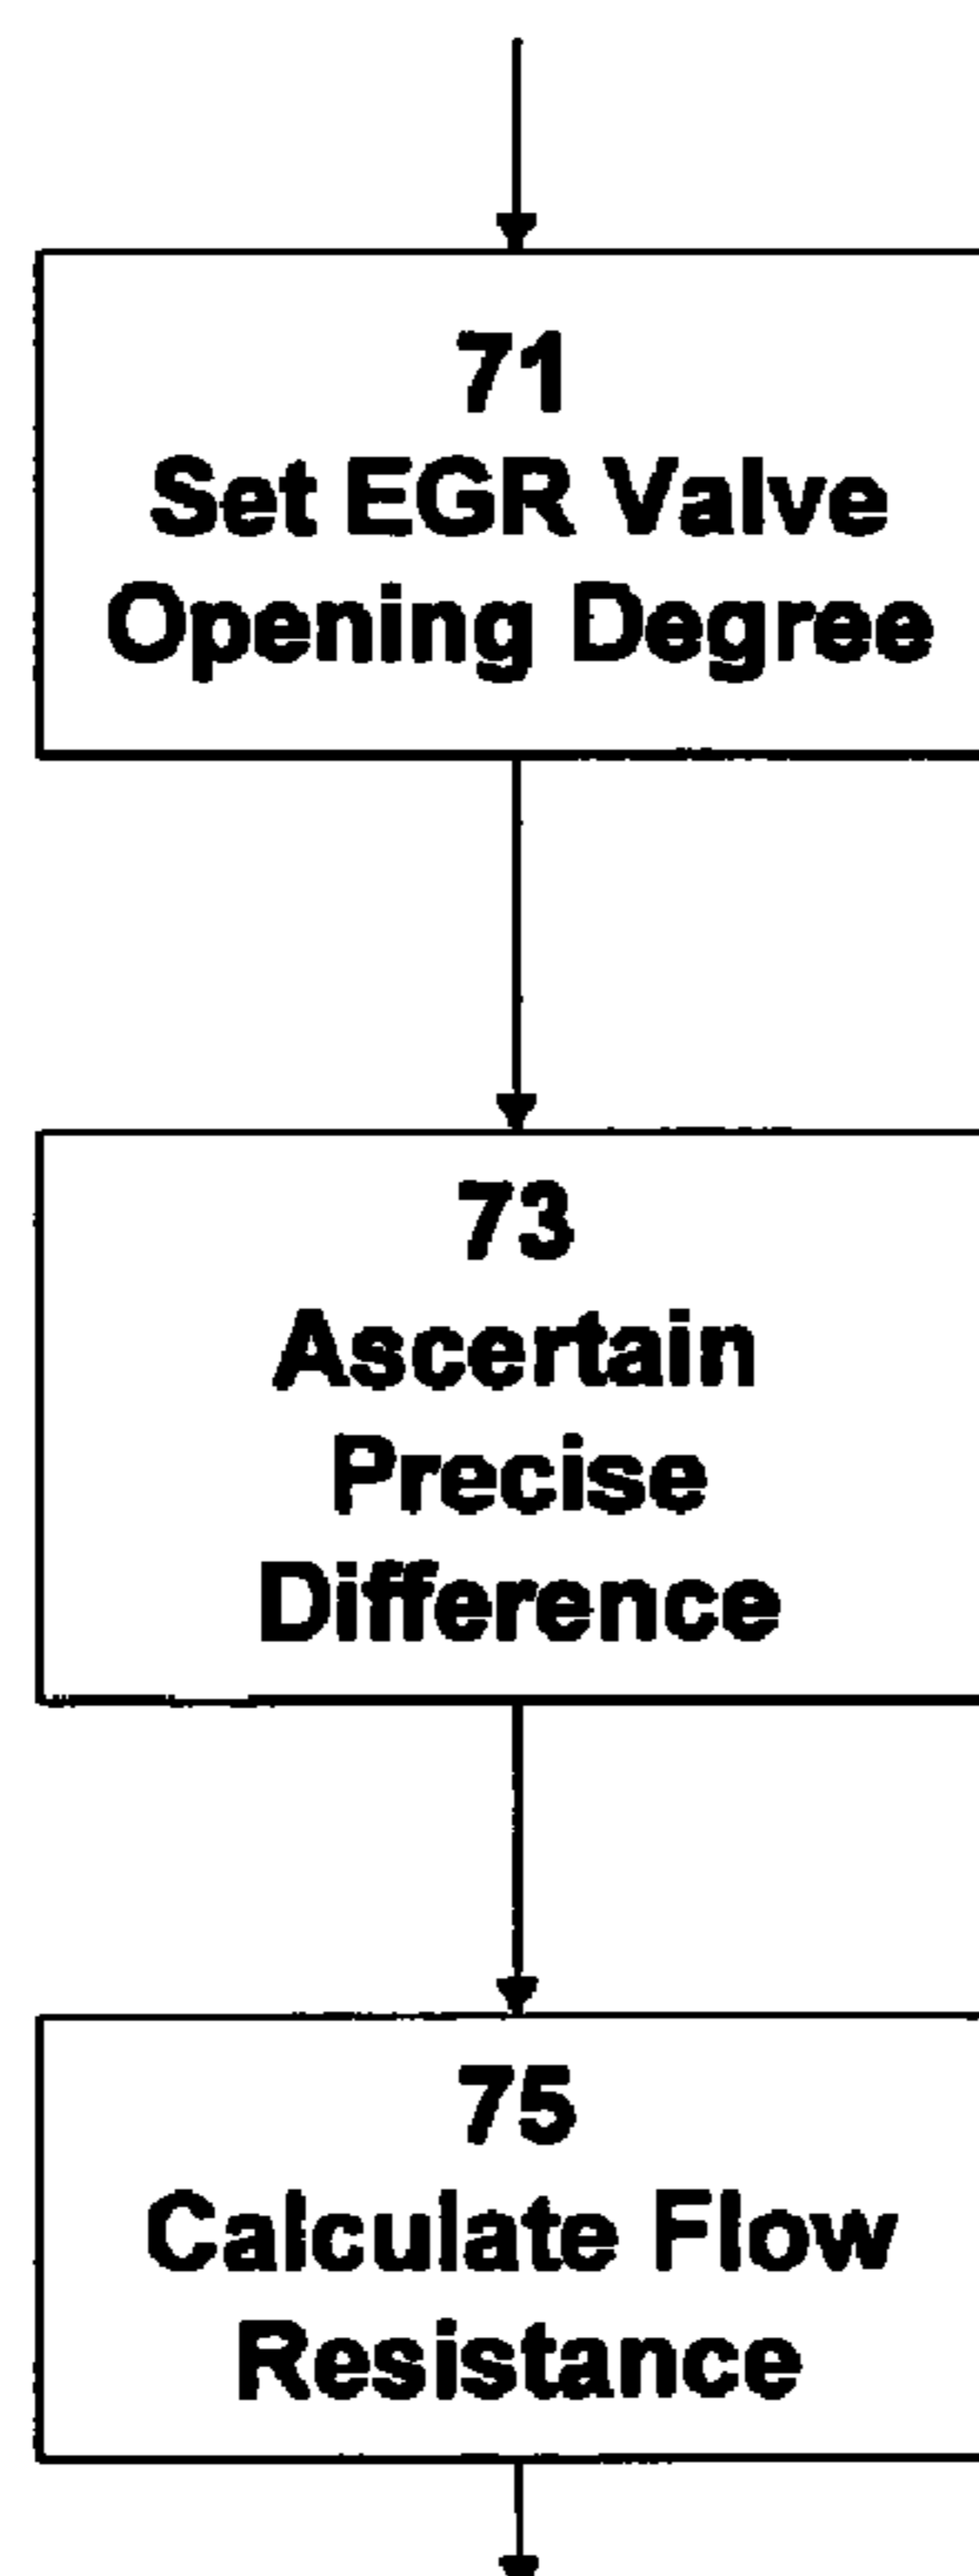 71
Set EGR Valve
Opening Degree
73
Ascertain
Precise
Difference
75
Calculate Flow
Resistance